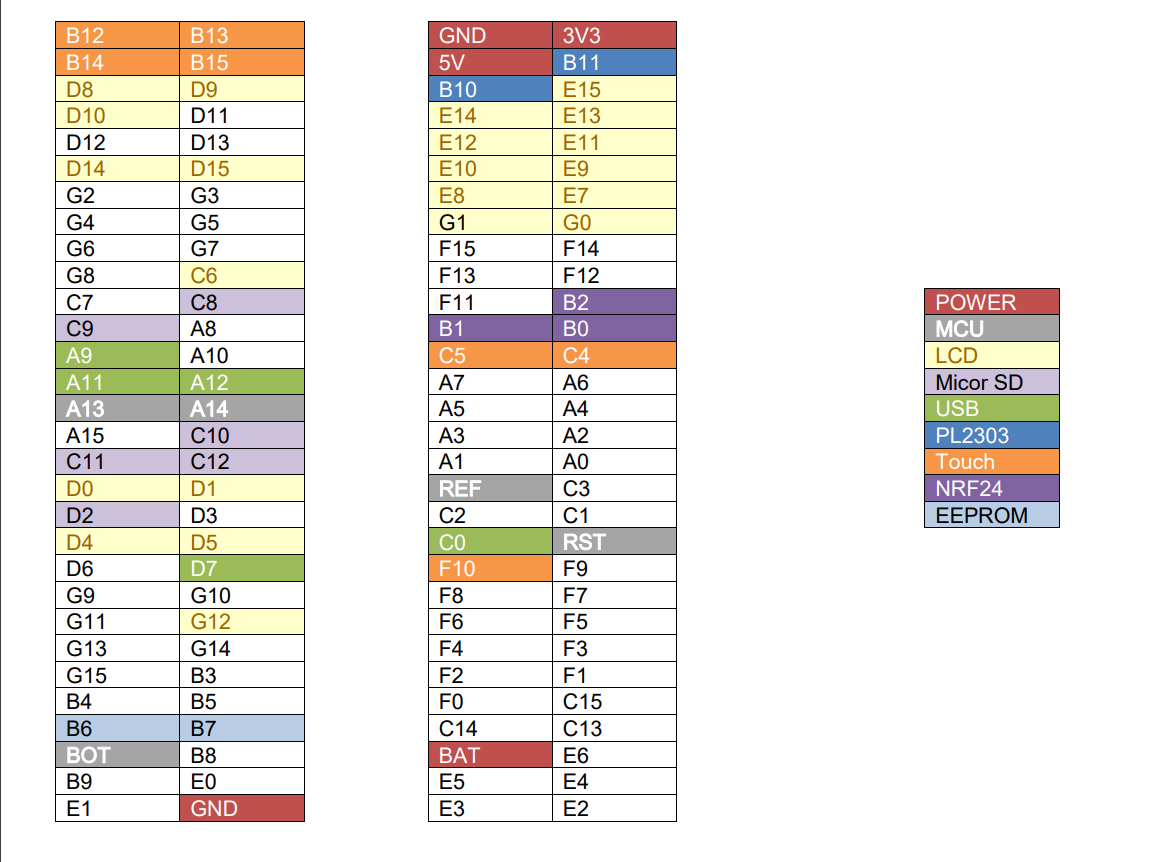 B12 B13
B14 B15
D8 D9
D10 D11
D12 D13
D14 D15
G2 G3
G4 G5
G6 G7
G8 C6
C7 C8
C9 A8
A9 A10
A11 A12
A13 A14
A15 C10
C11 C12
D0 D1
D2 D3
D4 D5
D6 D7
G9 G10
G11 G12
G13 G14
G15 B3
B4 B5
B6 B7
BOT B8
B9 E0
E1 GND
GND 3V3
5V B11
B10 E15
E14 E13
E12 E11
E10 E9
E8 E7
G1 G0
F15 F14
F13 F12
F11 B2
B1 B0
C5 C4
A7 A6
A5 A4
A3 A2
A1 A0
REF C3
C2 C1
C0 RST
F10 F9
F8 F7
F6 F5
F4 F3
F2 F1
F0 C15
C14 C13
BAT E6
E5 E4
E3 E2
POWER
MCU
LCD
Micor SD
USB
PL2303
Touch
NRF24
EEPROM